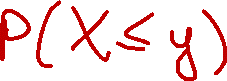 P(X ≤ y)